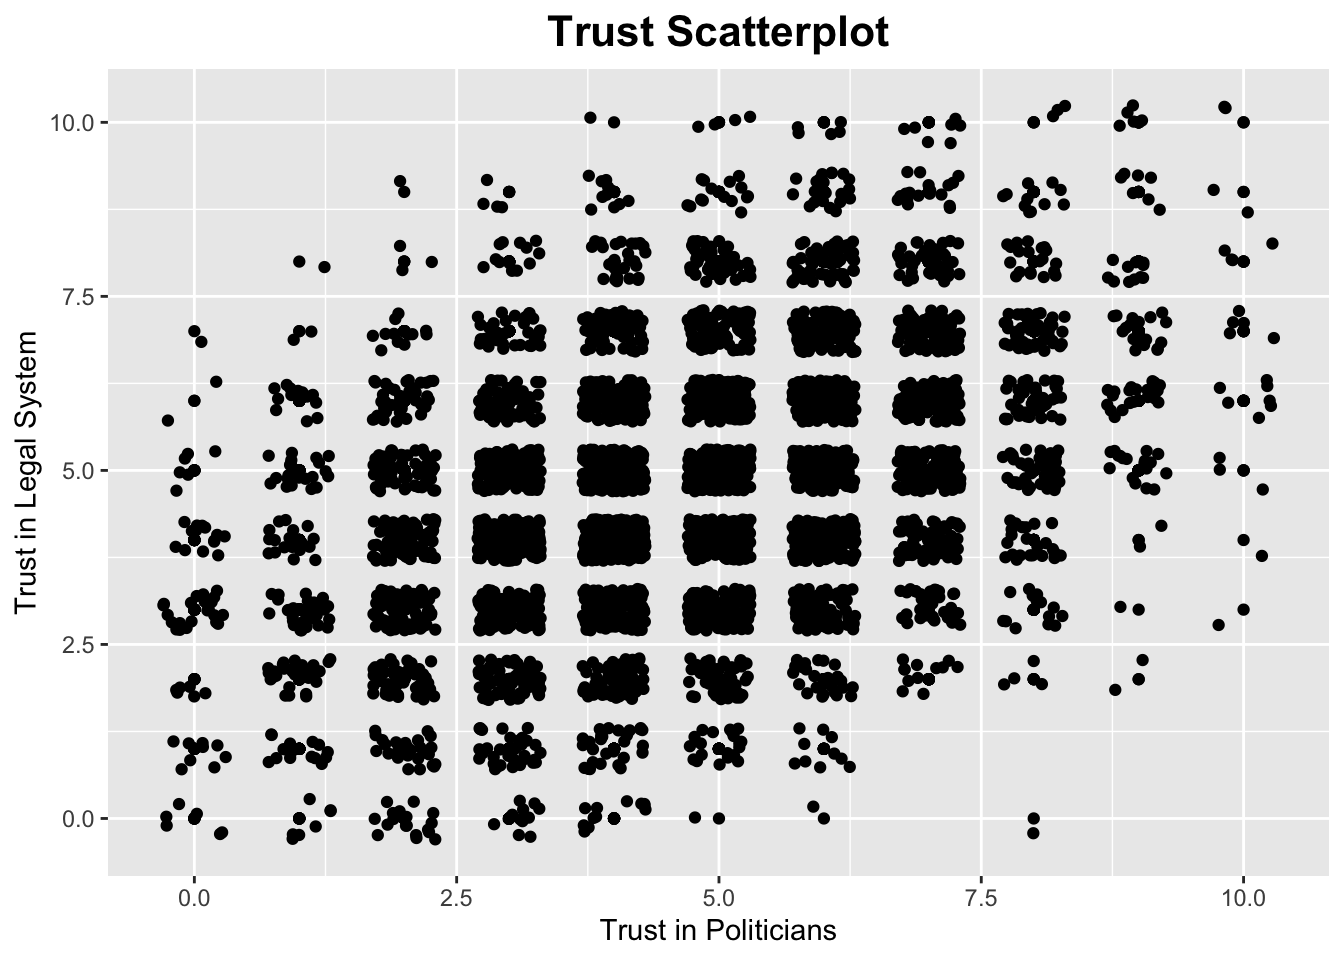 Trust Scatterplot
Trust in Legal System
10.0
7.5
5.0
2.5
0.0
0.0 2.5 5.0 7.5 10.0
Trust in Politicians